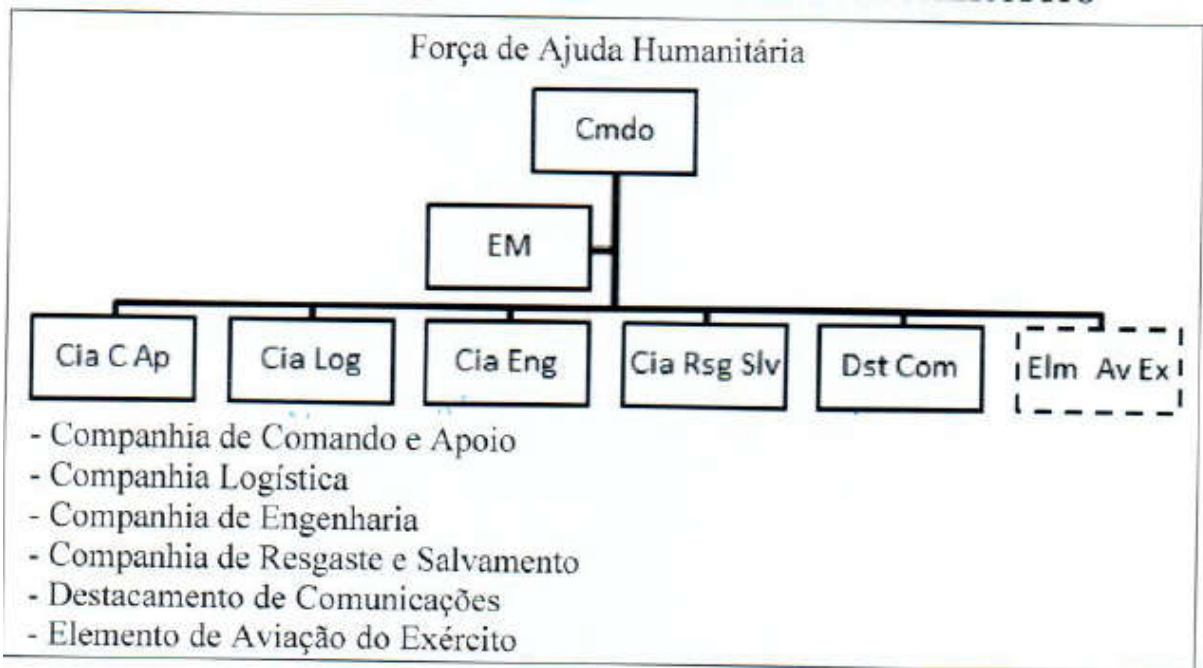 Força de Ajuda Humanitária
Cmdo
EM
Cia C Ap
Cia Log
Cia Eng
Cia Rsg Slv
Dst Com
Elm Av Ex
- Companhia de Comando e Apoio
- Companhia Logística
- Companhia de Engenharia
- Companhia de Resgaste e Salvamento
- Destacamento de Comunicações
- Elemento de Aviação do Exército